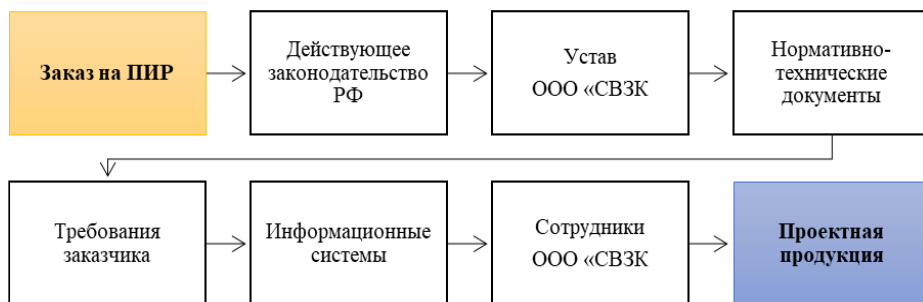 Заказ на ПИР
Действующее
законодательство
РФ
Устав
ООО «СВЗК
Нормативно-
технические
документы
Требования
заказчика
Информационные
системы
Сотрудники
ООО «СВЗК
Проектная
продукция